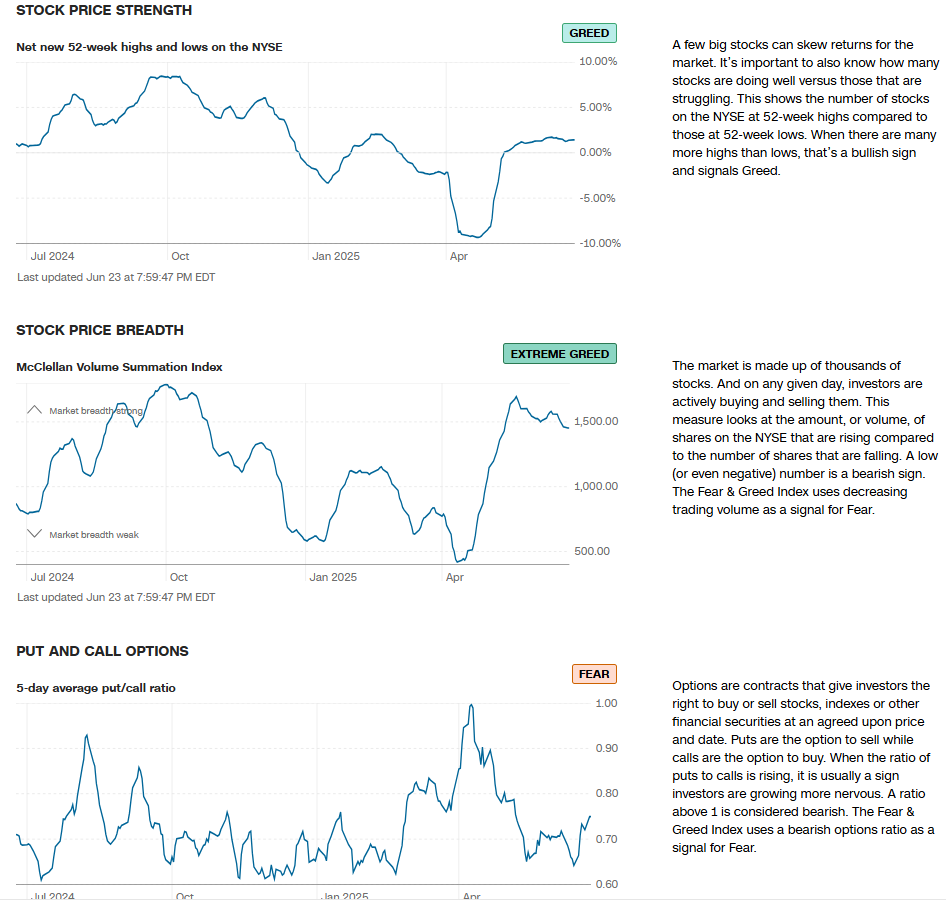 STOCK PRICE STRENGTH
GREED
Net new 52-week highs and lows on the NYSE
10.00%
5.00%
0.00%
-5.00%
-10.00%
Jul 2024
Oct
Jan 2025
Apr
Last updated Jun 23 at 7:59:47 PM EDT
A few big stocks can skew returns for the
market. It's important to also know how many
stocks are doing well versus those that are
struggling. This shows the number of stocks
on the NYSE at 52-week highs compared to
those at 52-week lows. When there are many
more highs than lows, that's a bullish sign
and signals Greed.
STOCK PRICE BREADTH
EXTREME GREED
McClellan Volume Summation Index
Market breadth strong
1,500.00
1,000.00
Market breadth weak
500.00
Jul 2024
Oct
Jan 2025
Apr
Last updated Jun 23 at 7:59:47 PM EDT
The market is made up of thousands of
stocks. And on any given day, investors are
actively buying and selling them. This
measure looks at the amount, or volume, of
shares on the NYSE that are rising compared
to the number of shares that are falling. A low
(or even negative) number is a bearish sign.
The Fear & Greed Index uses decreasing
trading volume as a signal for Fear.
PUT AND CALL OPTIONS
FEAR
5-day average put/call ratio
1.00
0.90
0.80
0.70
0.60
Jul 2024
Oct
Jan 2025
Apr
Options are contracts that give investors the
right to buy or sell stocks, indexes or other
financial securities at an agreed upon price
and date. Puts are the option to sell while
calls are the option to buy. When the ratio of
puts to calls is rising, it is usually a sign
investors are growing more nervous. A ratio
above 1 is considered bearish. The Fear &
Greed Index uses a bearish options ratio as a
signal for Fear.